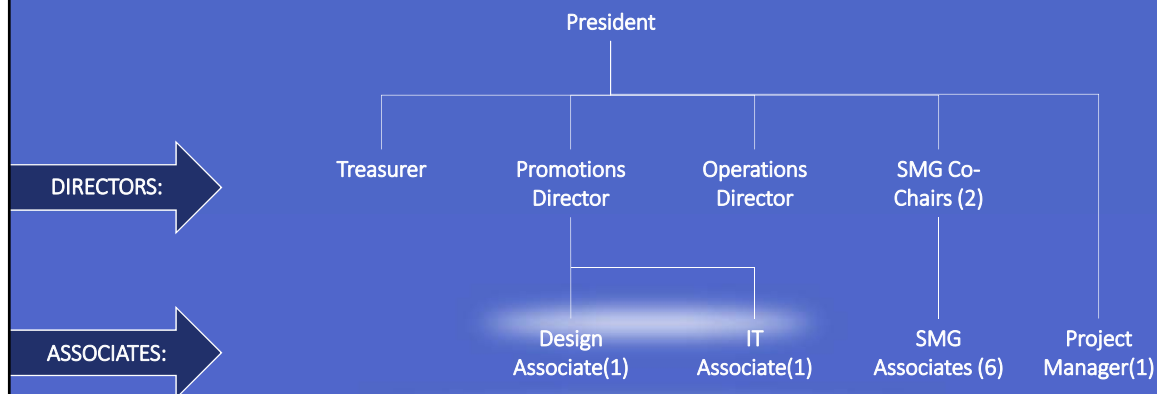 President
DIRECTORS:
Treasurer
Promotions
Director
Operations
Director
SMG Co-
Chairs (2)
ASSOCIATES:
Design
Associate(1)
IT
Associate(1)
SMG
Associates (6)
Project
Manager(1)